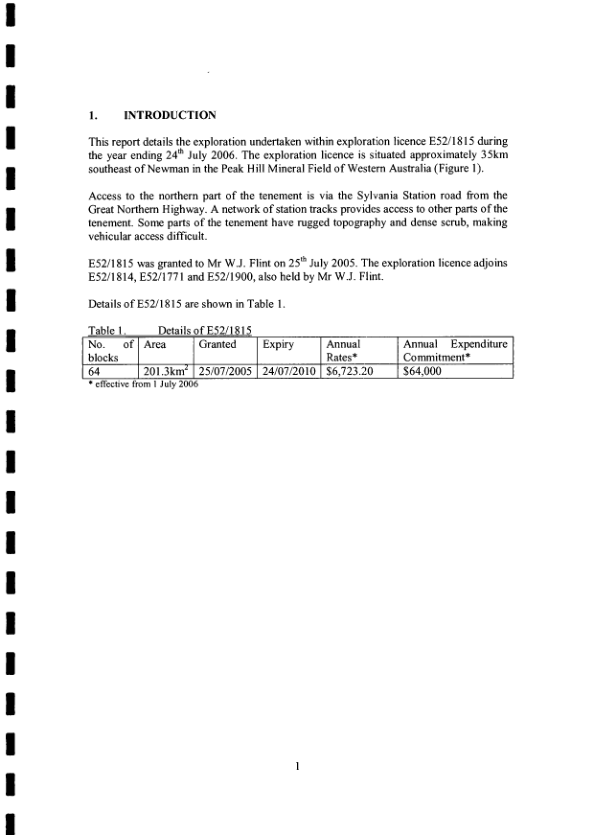 1. INTRODUCTION
This report details the exploration undertaken within exploration licence E52/1815 during
the year ending 24th July 2006. The exploration licence is situated approximately 35km
southeast of Newman in the Peak Hill Mineral Field of Western Australia (Figure 1).
Access to the northern part of the tenement is via the Sylvania Station road from the
Great Northern Highway. A network of station tracks provides access to other parts of the
tenement. Some parts of the tenement have rugged topography and dense scrub, making
vehicular access difficult.
E52/1815 was granted to Mr W.J. Flint on 25th July 2005. The exploration licence adjoins
E52/1814, E52/1771 and E52/1900, also held by Mr W.J. Flint.
Details of E52/1815 are shown in Table 1.
Table 1. Details of E52/1815
No. of Area Granted Expiry Annual Annual Expenditure
blocks Rates* Commitment*
64 201.3km² 25/07/2005 24/07/2010 $6,723.20 $64,000
* effective from 1 July 2006
1